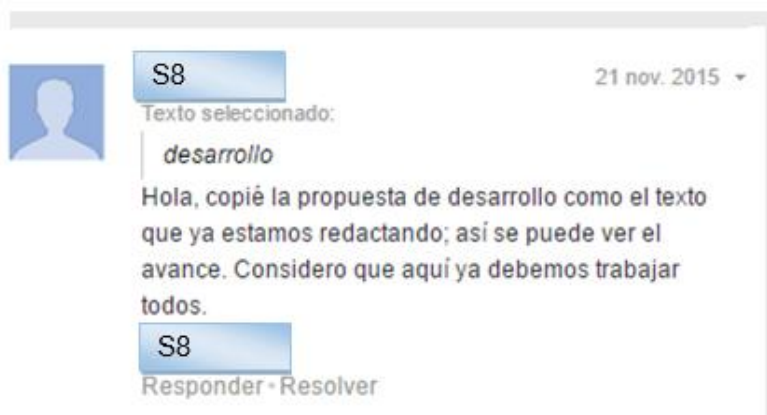 S8
21 nov. 2015
Texto seleccionado:
desarrollo
Hola, copié la propuesta de desarrollo como el texto
que ya estamos redactando; así se puede ver el
avance. Considero que aquí ya debemos trabajar
todos.
S8
Responder • Resolver